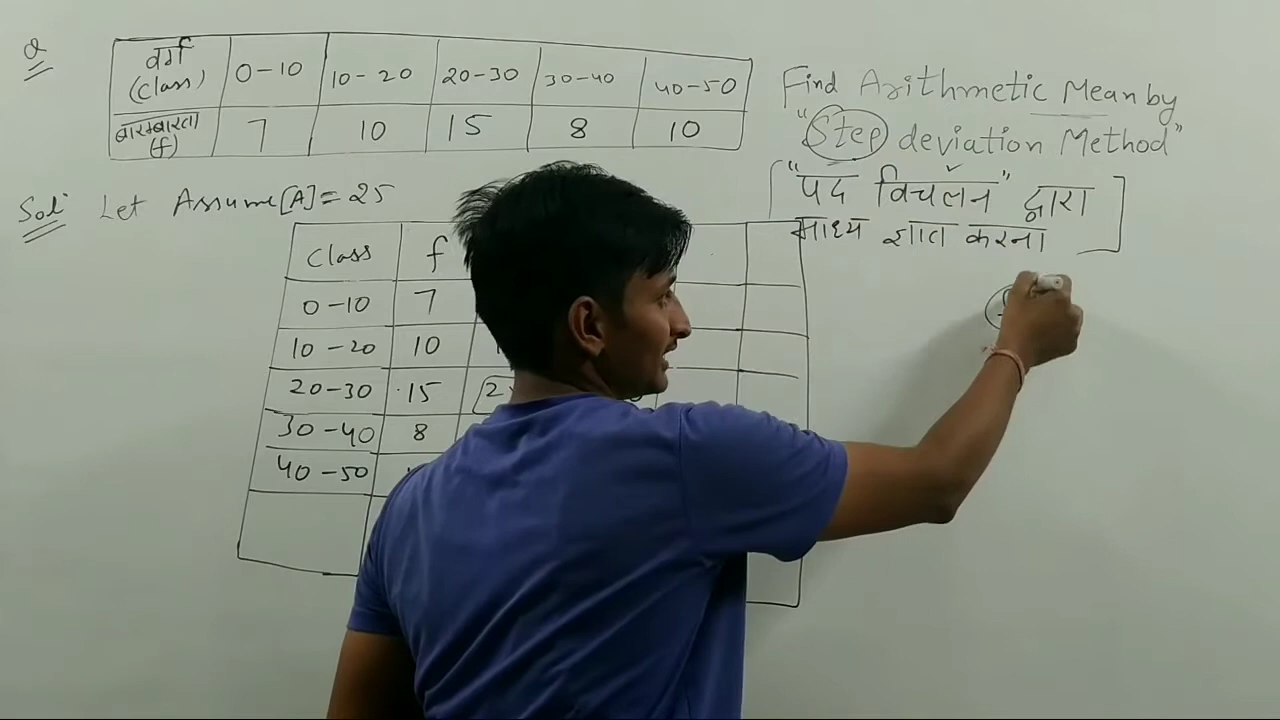 Q
वर्ग (class) 0-10 10-20 20-30 30-40 40-50
बारम्बारता (f) 7 10 15 8 10
Find Arithmetic Mean by
"Step deviation Method"
["पद विचलन" द्वारा
माध्य ज्ञात करना]
Sol Let Assume[A]=25
Class f
0-10 7
10-20 10
20-30 15
30-40 8
40-50